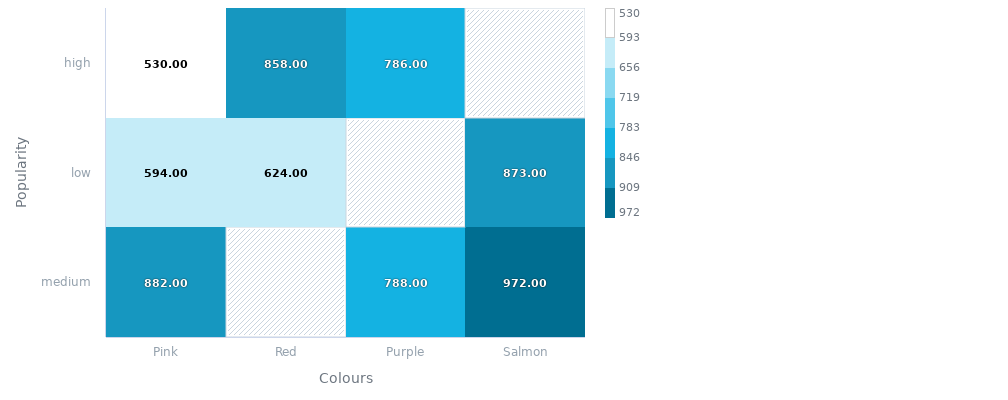 Popularity
high
low
medium
530.00
858.00
786.00
594.00
624.00
873.00
882.00
788.00
972.00
Pink
Red
Purple
Salmon
Colours
530
593
656
719
783
846
909
972